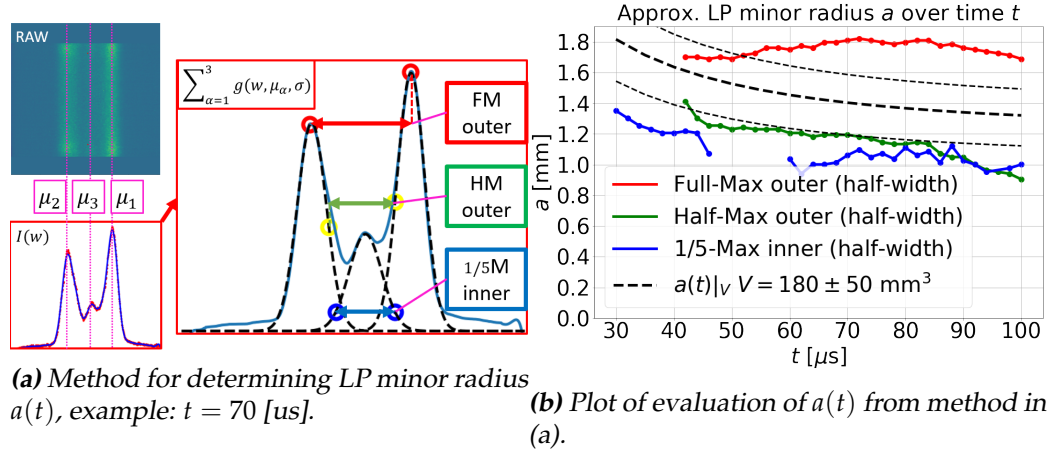 RAW
μ₂ μ₃ μ₁
I(w)
∑³α=1 g(w, μα, σ)
FM
outer
HM
outer
1/5M
inner
(a) Method for determining LP minor radius
a(t), example: t = 70 [us].
Approx. LP minor radius a over time t
a [mm]
1.8
1.6
1.4
1.2
1.0
0.8
0.6
0.4
0.2
0.0
Full-Max outer (half-width)
Half-Max outer (half-width)
1/5-Max inner (half-width)
a(t)|V V = 180 ± 50 mm³
30 40 50 60 70 80 90 100
t [μs]
(b) Plot of evaluation of a(t) from method in
(a).